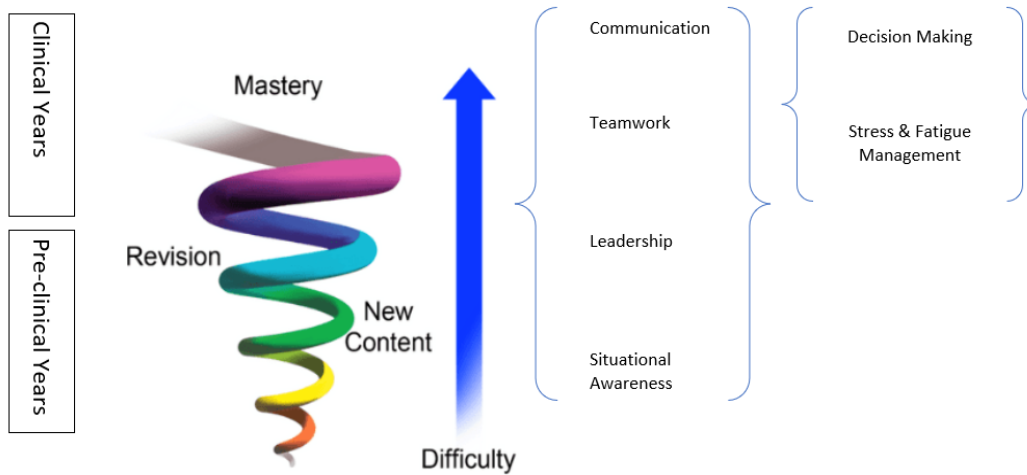 Clinical Years
Pre-clinical Years
Mastery
Revision
New
Content
Difficulty
Communication
Teamwork
Leadership
Situational
Awareness
Decision Making
Stress & Fatigue
Management